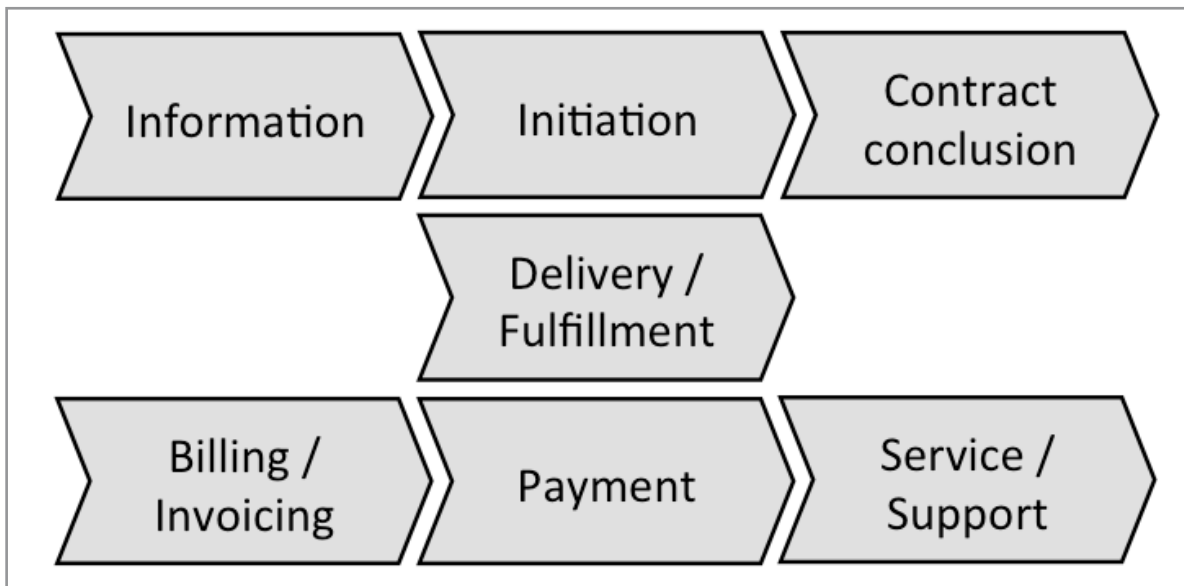 Information
Initiation
Contract
conclusion
Delivery /
Fulfillment
Billing /
Invoicing
Payment
Service /
Support